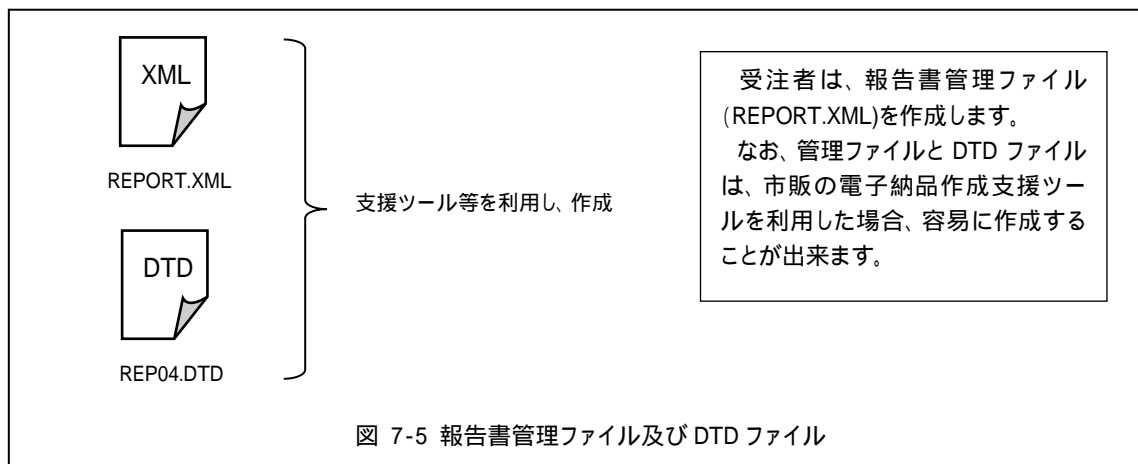 XML
REPORT.XML
DTD
REP04.DTD
支援ツール等を利用し、作成
受注者は、報告書管理ファイル
(REPORT.XML)を作成します。
なお、管理ファイルと DTD ファイル
は、市販の電子納品作成支援ツー
ルを利用した場合、容易に作成する
ことが出来ます。
図 7-5 報告書管理ファイル及び DTD ファイル